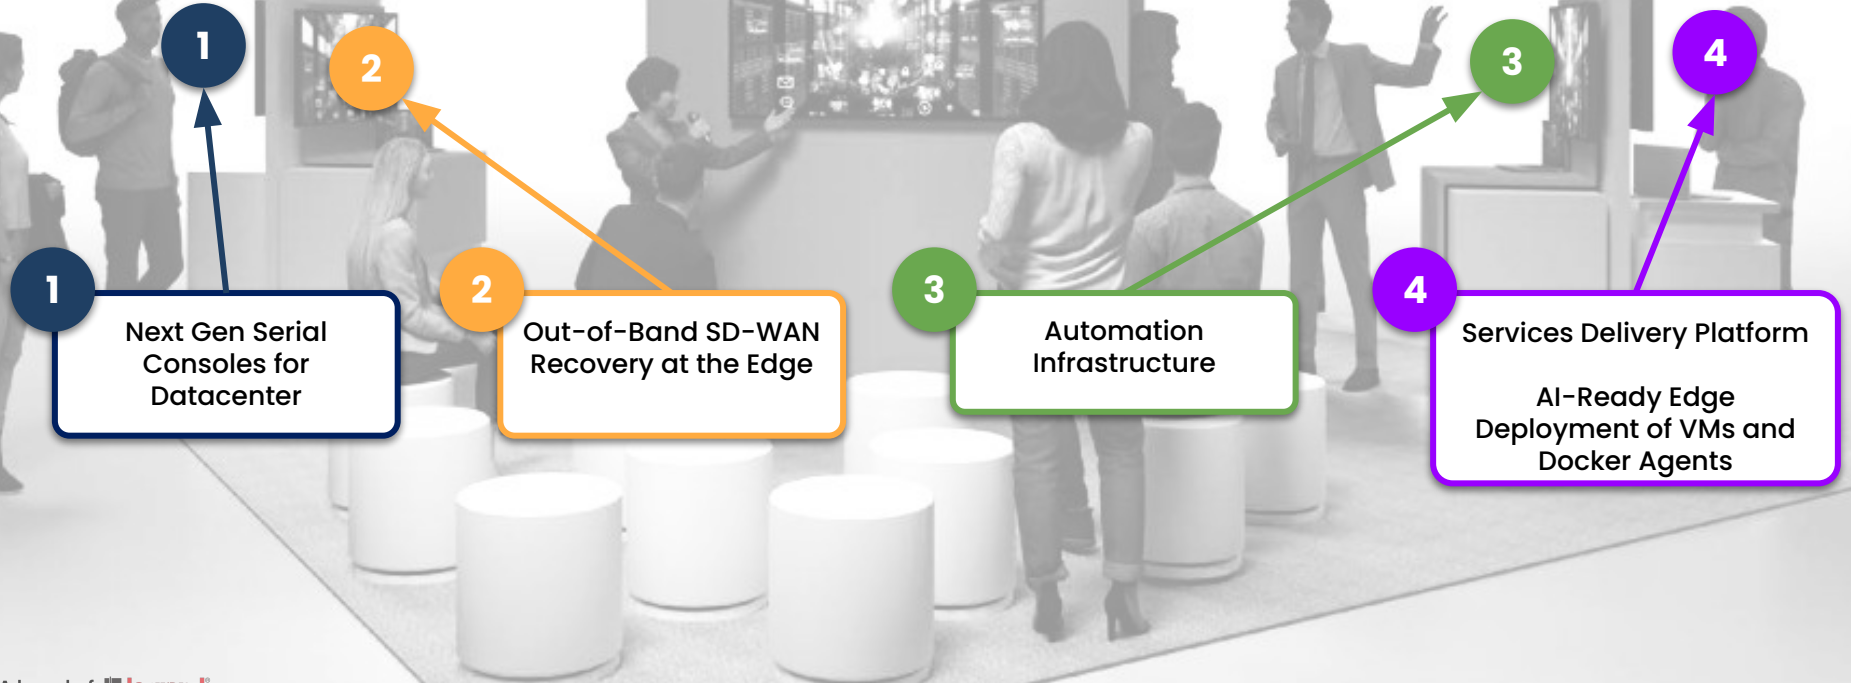 1
2
3
4
1
Next Gen Serial
Consoles for
Datacenter
2
Out-of-Band SD-WAN
Recovery at the Edge
3
Automation
Infrastructure
4
Services Delivery Platform
AI-Ready Edge
Deployment of VMs and
Docker Agents